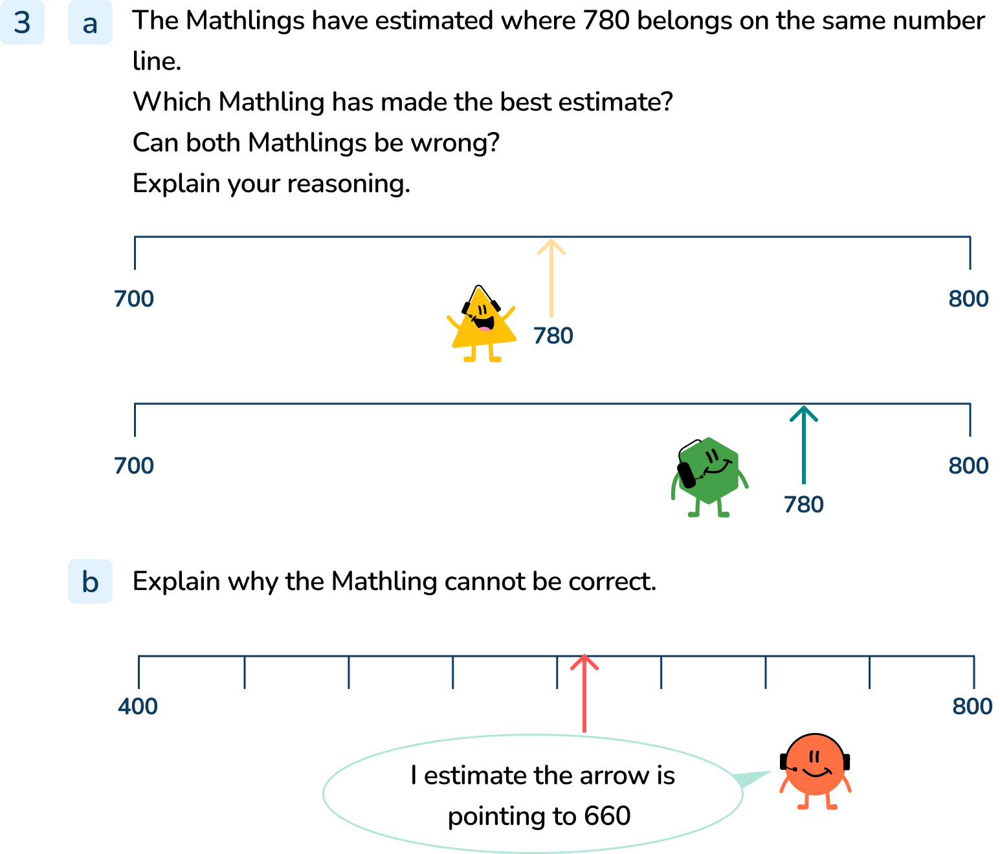 3 a The Mathlings have estimated where 780 belongs on the same number
line.
Which Mathling has made the best estimate?
Can both Mathlings be wrong?
Explain your reasoning.
700 800
780
700 800
780
b Explain why the Mathling cannot be correct.
400 800
I estimate the arrow is
pointing to 660